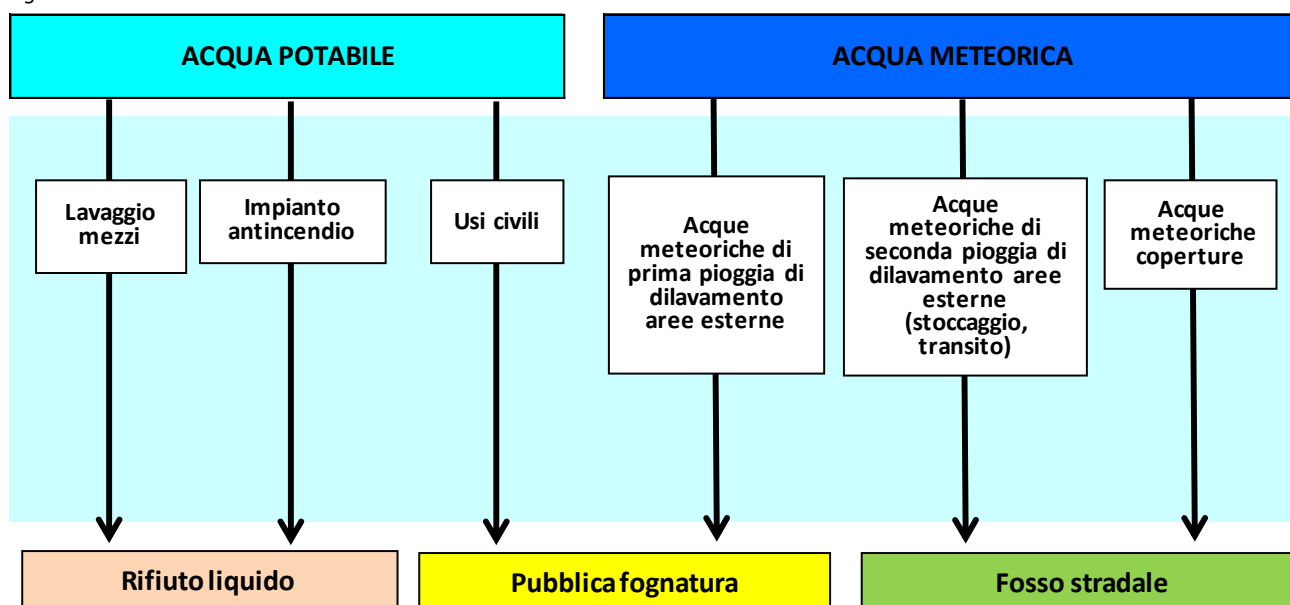 ACQUA POTABILE
ACQUA METEORICA
Lavaggio
mezzi
Impianto
antincendio
Usi civili
Acque
meteoriche di
prima pioggia di
dilavamento
aree esterne
Acque
meteoriche di
seconda pioggia di
dilavamento aree
esterne
(stoccaggio,
transito)
Acque
meteoriche
coperture
Rifiuto liquido
Pubblica fognatura
Fosso stradale